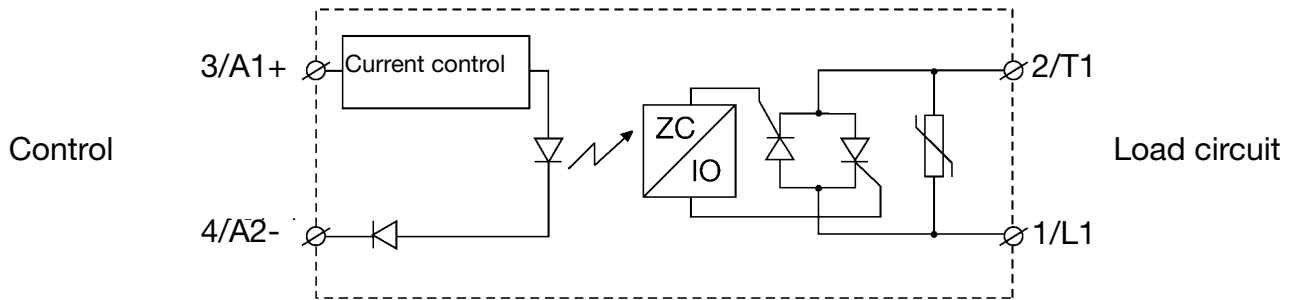 3/A1+
Current control
2/T1
ZC
Control
IO
Load circuit
4/A2-
1/L1